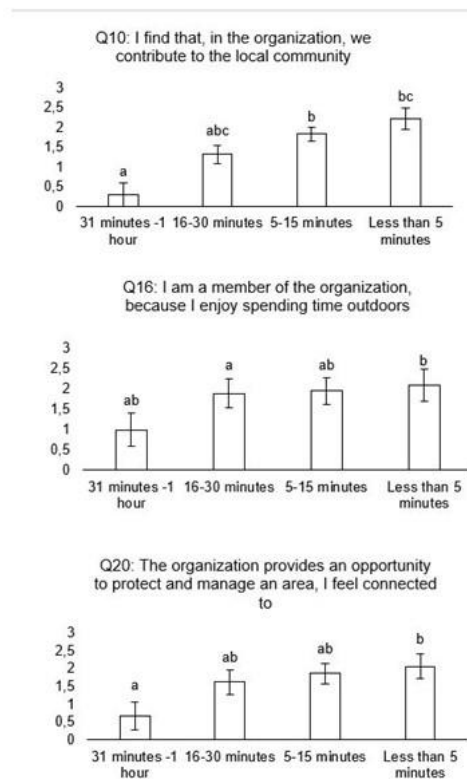 Q10: I find that, in the organization, we
contribute to the local community
3
2,5
2
1,5
1
0,5
0
a
abc
b
bc
31 minutes -1
hour
16-30 minutes
5-15 minutes
Less than 5
minutes
Q16: I am a member of the organization,
because I enjoy spending time outdoors
3
2,5
2
1,5
1
0,5
0
ab
a
ab
b
31 minutes -1
hour
16-30 minutes
5-15 minutes
Less than 5
minutes
Q20: The organization provides an opportunity
to protect and manage an area, I feel connected
to
3
2,5
2
1,5
1
0,5
0
a
ab
ab
b
31 minutes -1
hour
16-30 minutes
5-15 minutes
Less than 5
minutes